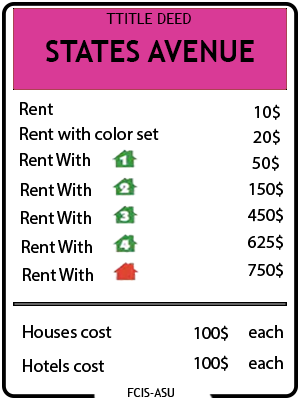 TTITLE DEED
STATES AVENUE
Rent 10$
Rent with color set 20$
Rent With 1 50$
Rent With 2 150$
Rent With 3 450$
Rent With 4 625$
Rent With 750$
Houses cost 100$ each
Hotels cost 100$ each
FCIS-ASU